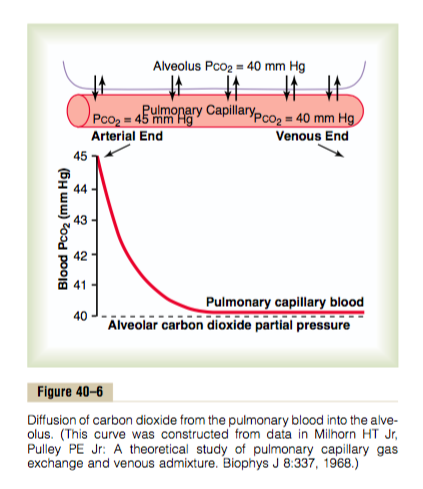 Alveolus PCO2 = 40 mm Hg
Pulmonary Capillary
PCO2 = 45 mm Hg
PCO2 = 40 mm Hg
Arterial End
Venous End
45
44
43
42
41
40
Blood PCO2 (mm Hg)
Pulmonary capillary blood
Alveolar carbon dioxide partial pressure
Figure 40–6
Diffusion of carbon dioxide from the pulmonary blood into the alve-
olus. (This curve was constructed from data in Milhorn HT Jr,
Pulley PE Jr: A theoretical study of pulmonary capillary gas
exchange and venous admixture. Biophys J 8:337, 1968.)